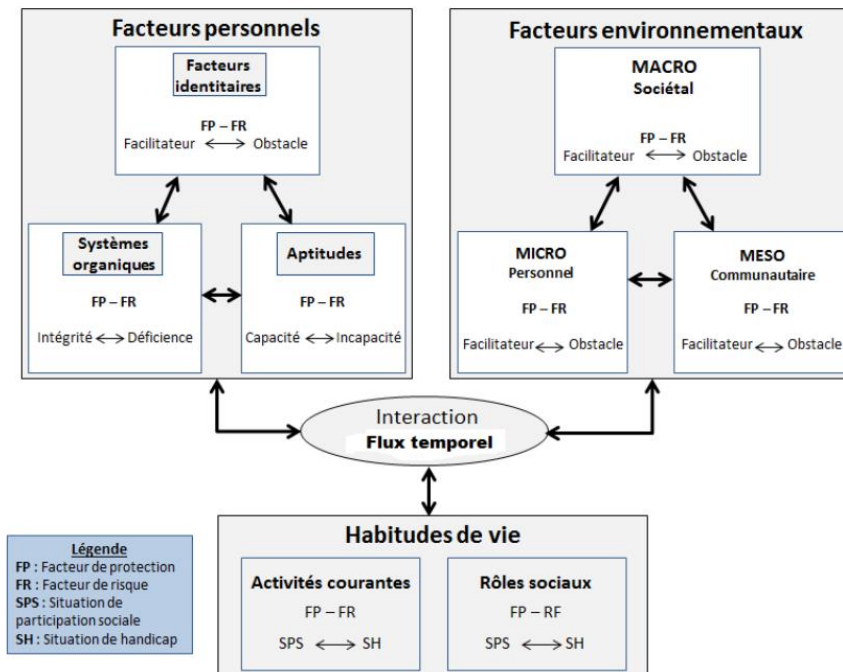 Facteurs personnels
Facteurs
identitaires
FP – FR
Facilitateur Obstacle
Systèmes
organiques
FP – FR
Intégrité Déficience
Aptitudes
FP – FR
Capacité Incapacité
Facteurs environnementaux
MACRO
Sociétal
FP – FR
Facilitateur Obstacle
MICRO
Personnel
FP – FR
Facilitateur Obstacle
MESO
Communautaire
FP – FR
Facilitateur Obstacle
Interaction
Flux temporel
Habitudes de vie
Activités courantes
FP – FR
SPS SH
Rôles sociaux
FP – RF
SPS SH
Légende
FP : Facteur de protection
FR : Facteur de risque
SPS : Situation de
participation sociale
SH : Situation de handicap